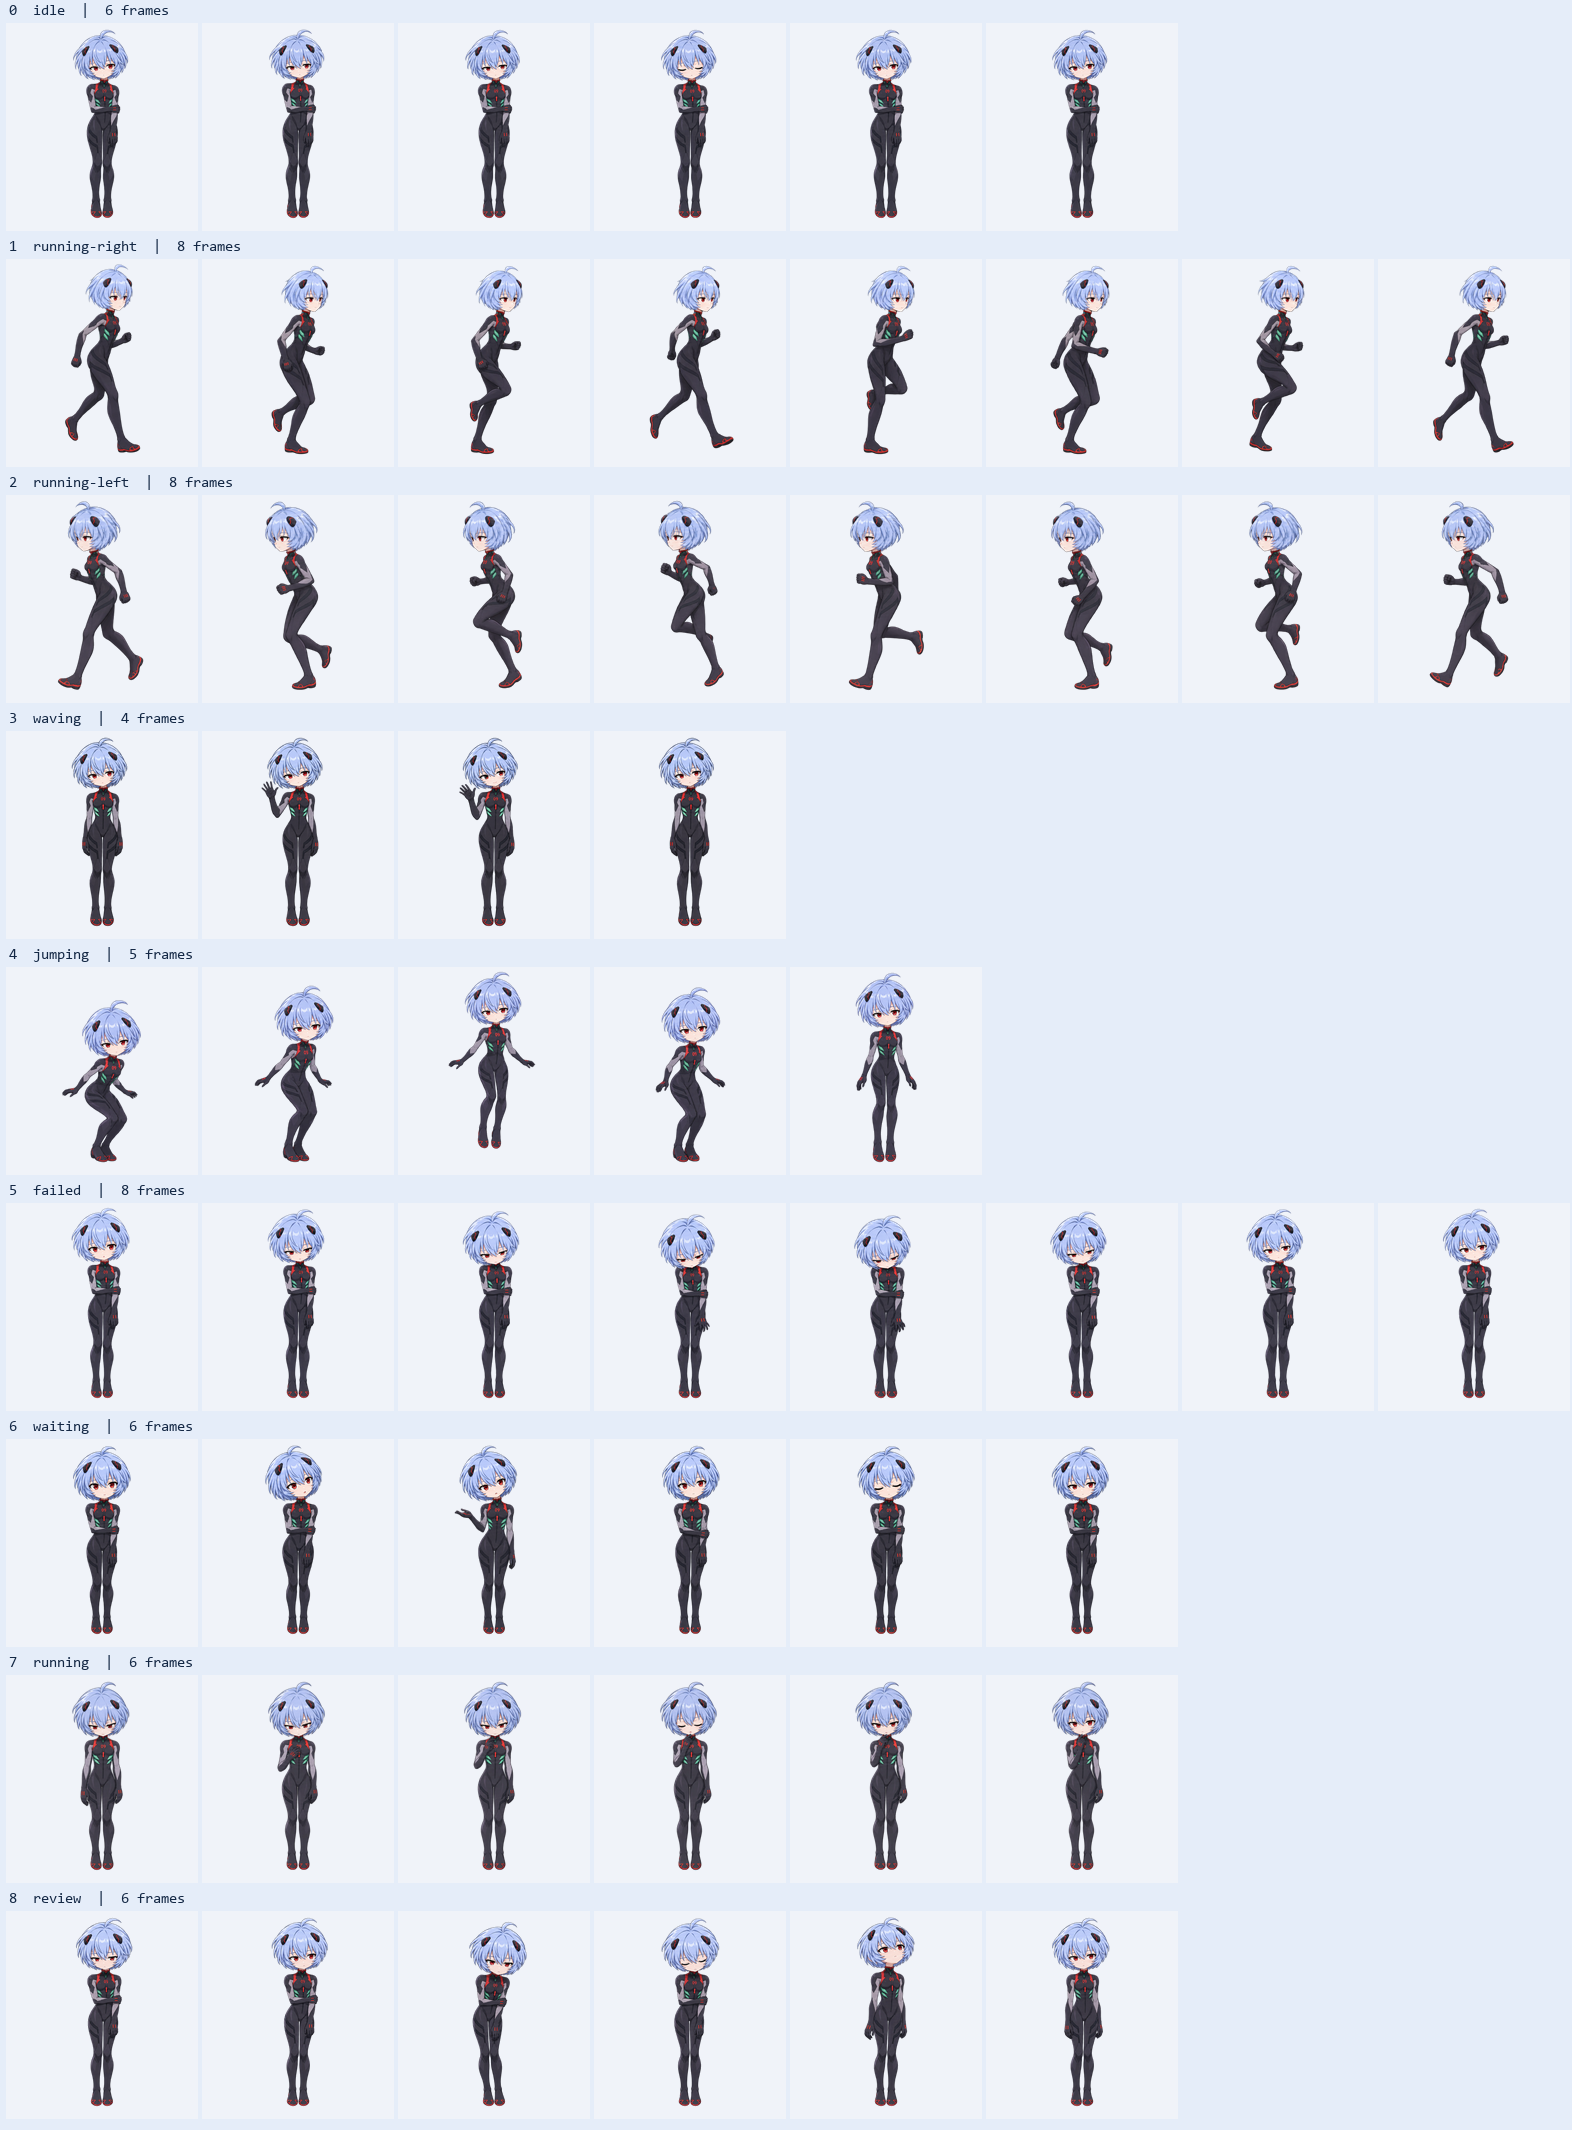 0 idle | 6 frames
1 running-right | 8 frames
2 running-left | 8 frames
3 waving | 4 frames
4 jumping | 5 frames
5 failed | 8 frames
6 waiting | 6 frames
7 running | 6 frames
8 review | 6 frames